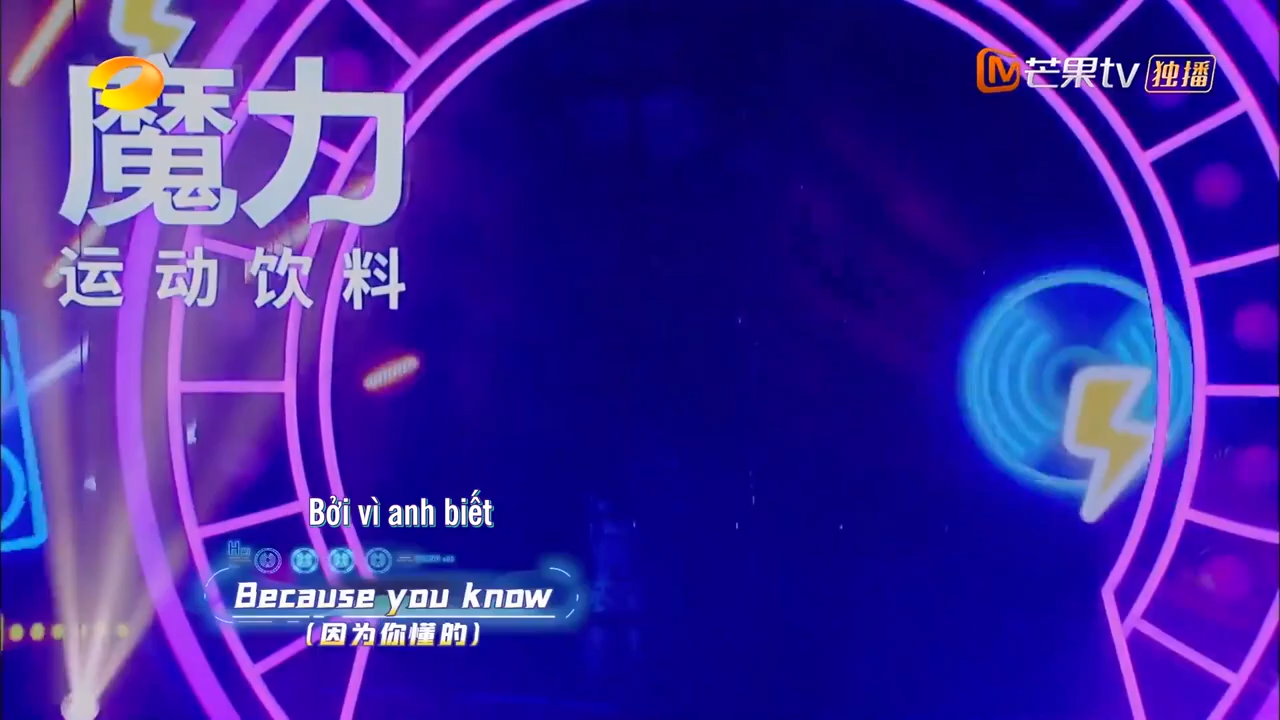 魔力
运动饮料
芒果tv 独播
Bởi vì anh biết
Because you know
(因为你懂的)